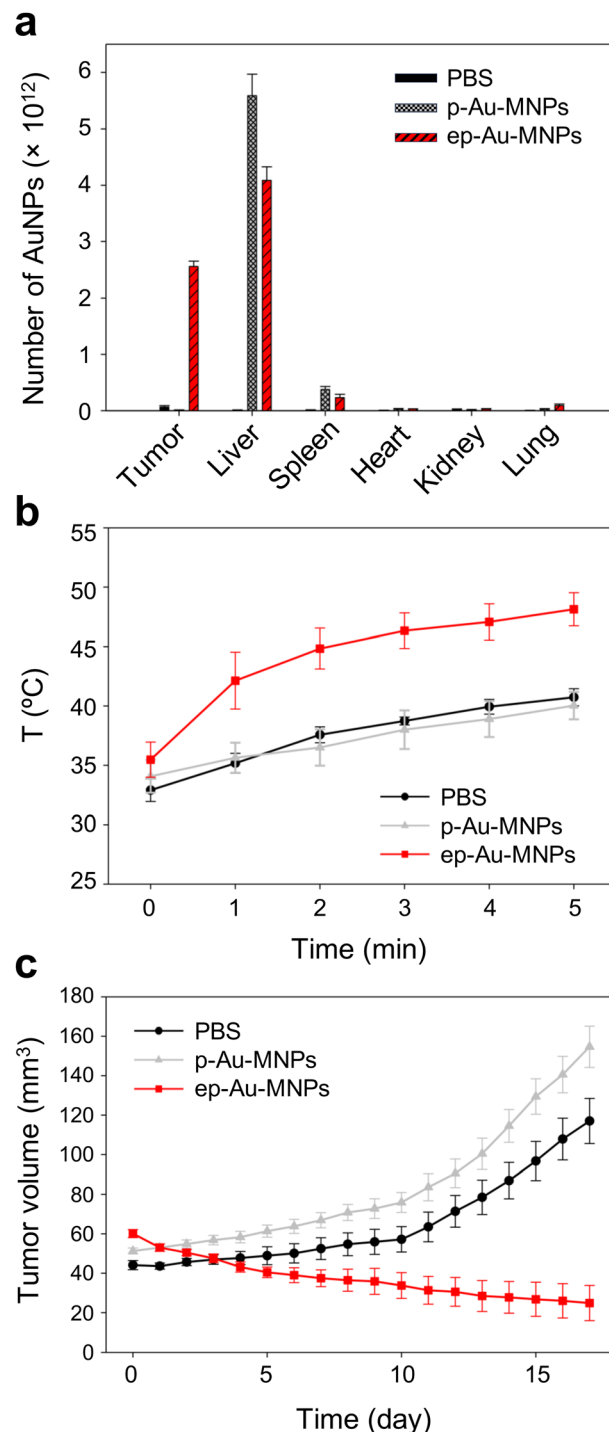 a
Number of AuNPs (× 10¹²)
6
5
4
3
2
1
0
PBS
p-Au-MNPs
ep-Au-MNPs
Tumor
Liver
Spleen
Heart
Kidney
Lung
b
T (ºC)
55
50
45
40
35
33
25
PBS
p-Au-MNPs
ep-Au-MNPs
0 1 2 3 4 5
Time (min)
c
Tumor volume (mm³)
180
160
140
120
100
80
60
40
20
0
PBS
p-Au-MNPs
ep-Au-MNPs
0 5 10 15
Time (day)